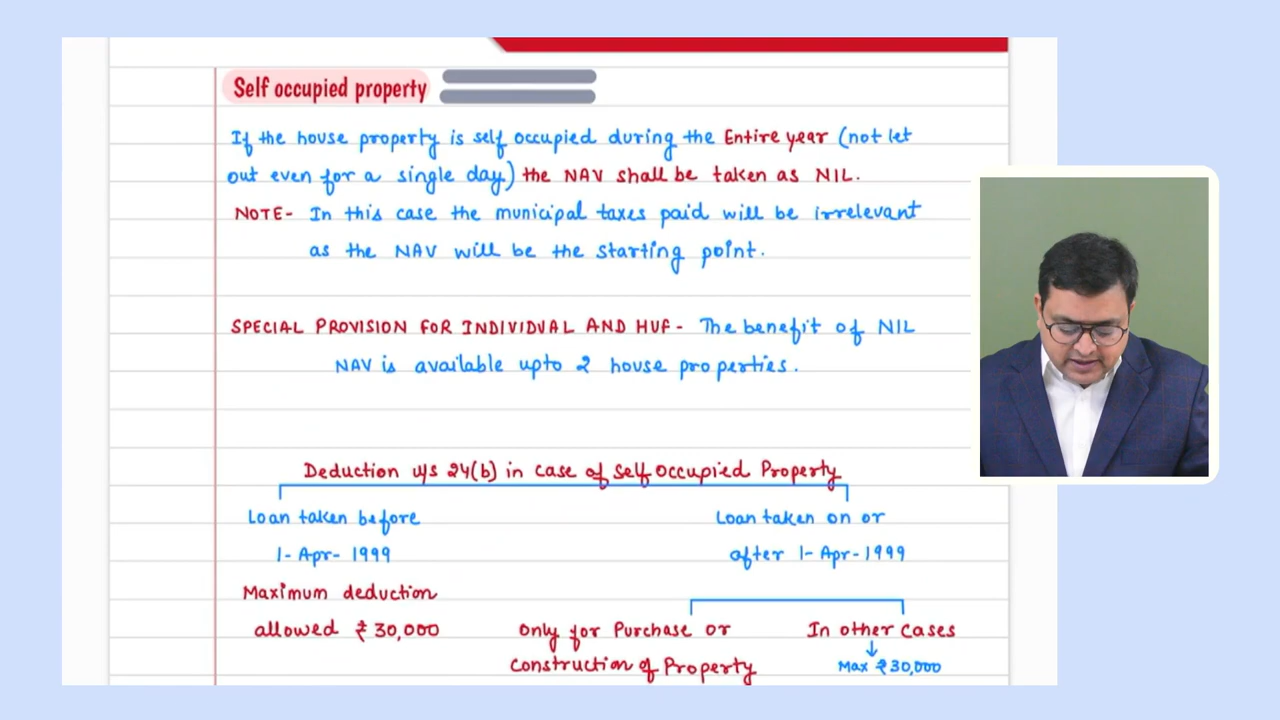 Self occupied property
If the house property is self occupied during the Entire year (not let
out even for a single day) the NAV shall be taken as NIL.
NOTE- In this case the municipal taxes paid will be irrelevant
as the NAV will be the starting point.
SPECIAL PROVISION FOR INDIVIDUAL AND HUF- The benefit of NIL
NAV is available upto 2 house properties.
Deduction u/s 24(b) in case of self occupied Property
Loan taken before
1-Apr-1999
Maximum deduction
allowed ₹30,000
Loan taken on or
after 1-Apr-1999
Only for Purchase or
Construction of Property
In other cases
Max ₹30,000